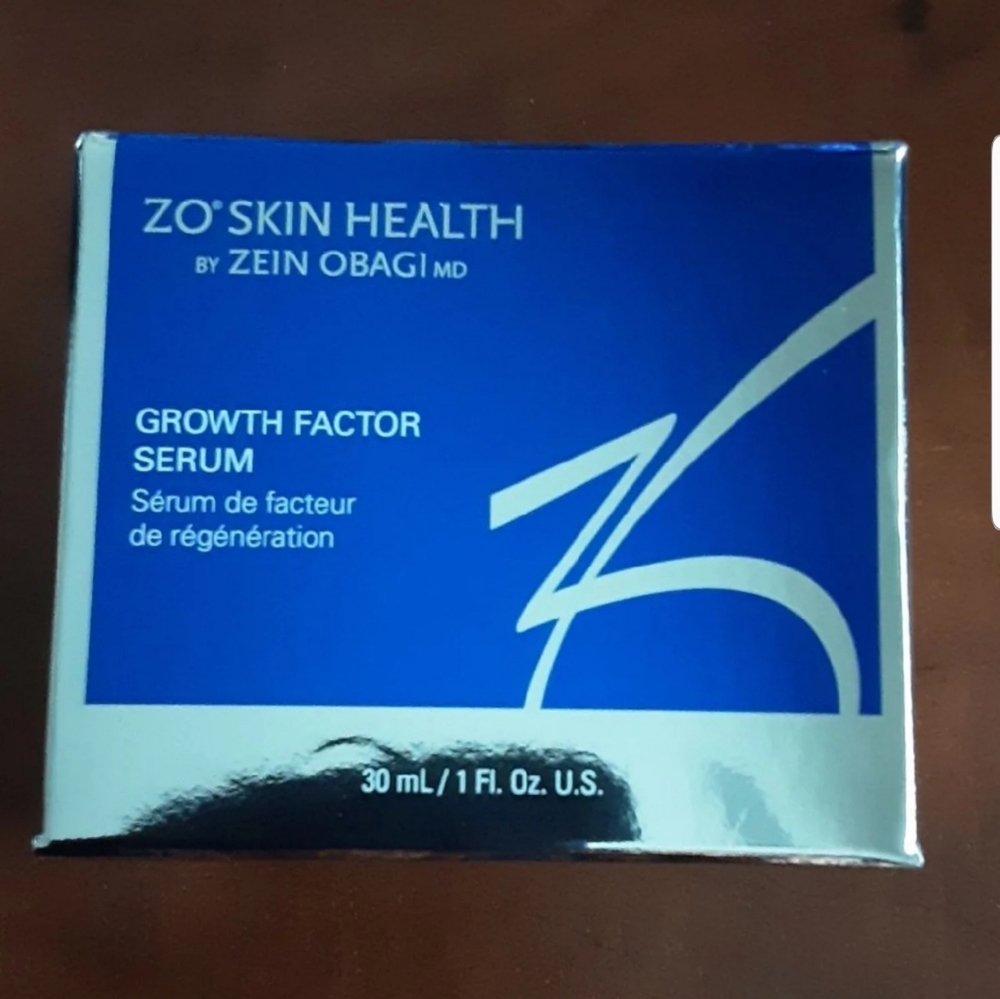 ZO® SKIN HEALTH
BY ZEIN OBAGI MD
GROWTH FACTOR
SERUM
Sérum de facteur
de régénération
30 mL / 1 Fl. Oz. U.S.